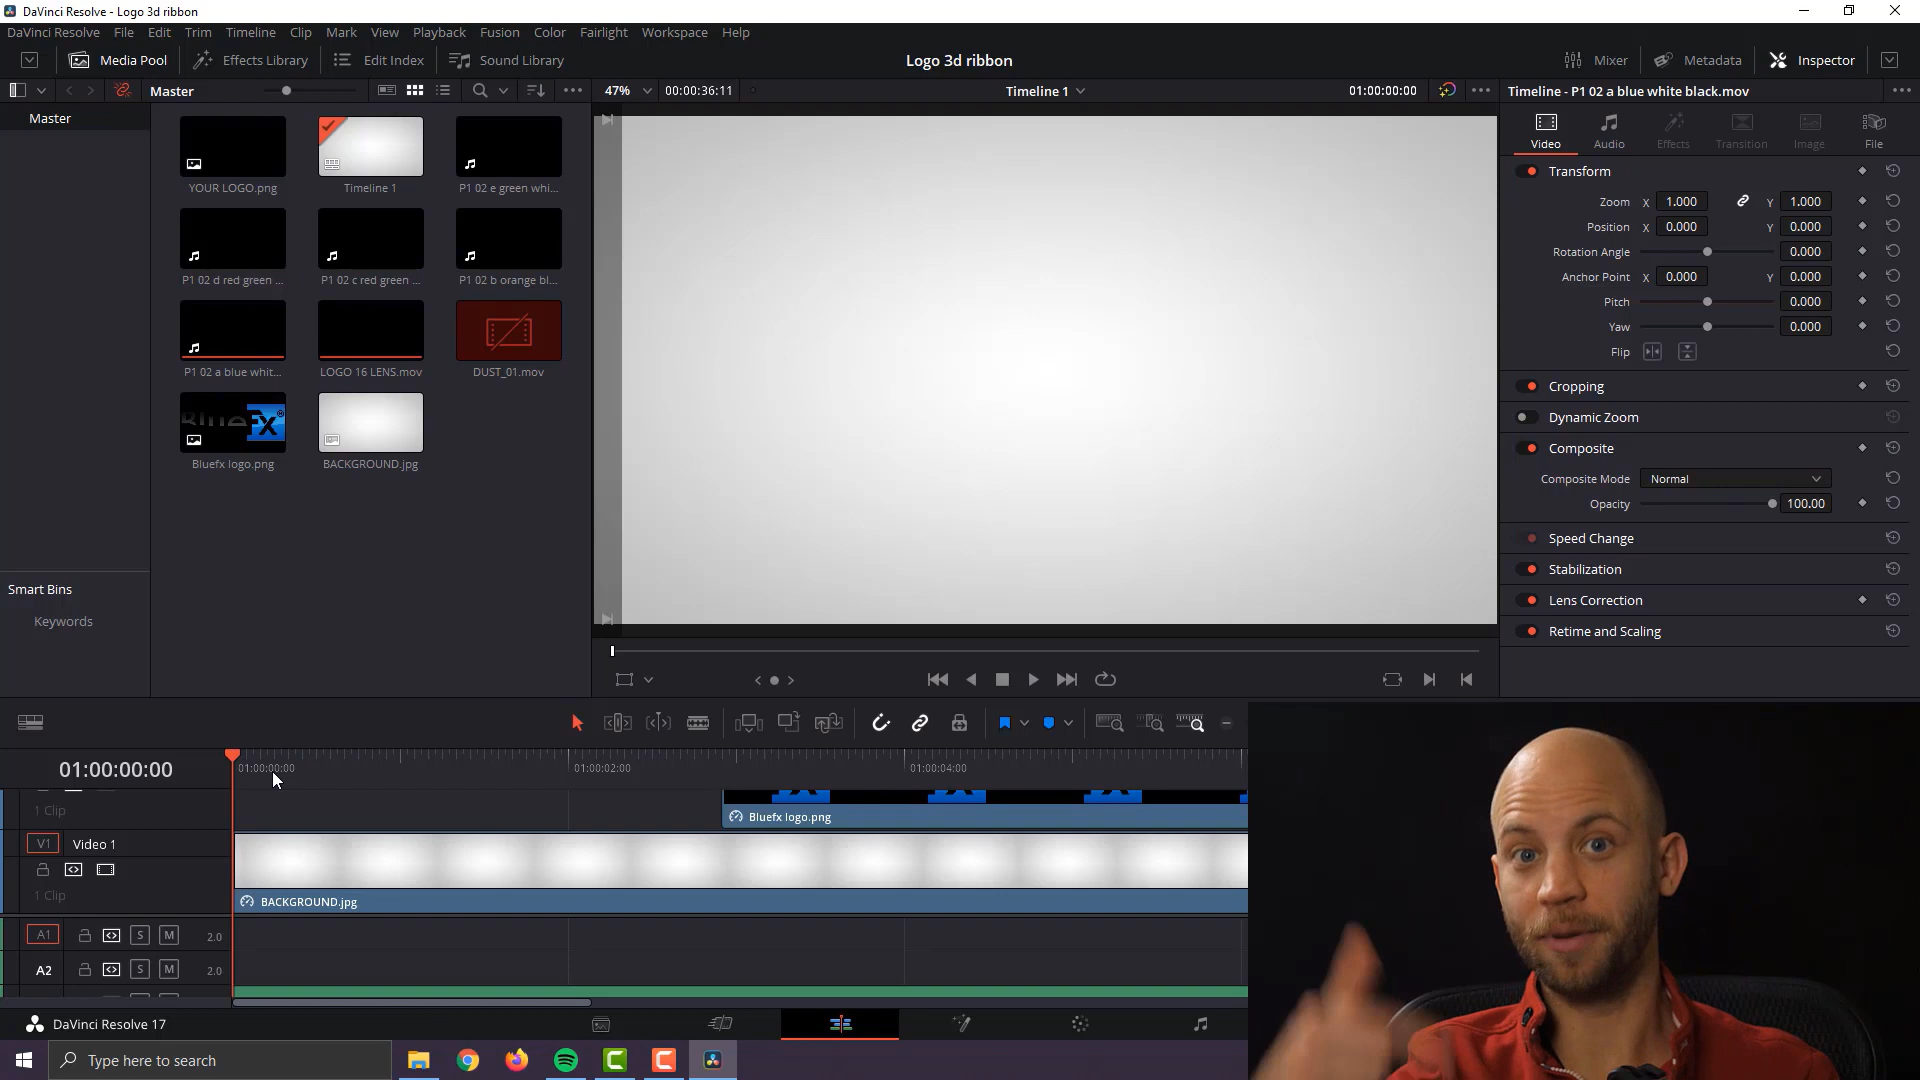 DaVinci Resolve - Logo 3d ribbon
DaVinci Resolve File Edit Trim Timeline Clip Mark View Playback Fusion Color Fairlight Workspace Help
Media Pool Effects Library Edit Index Sound Library Logo 3d ribbon Mixer Metadata Inspector
Master 47% 00:00:36:11 Timeline 1 01:00:00:00 Timeline - P1 02 a blue white black.mov
Master
Video Audio Effects Transition Image File
YOUR LOGO.png Timeline 1 P1 02 e green whi...
P1 02 d red green ... P1 02 c red green ... P1 02 b orange bl...
P1 02 a blue whit... LOGO 16 LENS.mov DUST_01.mov
BlueFX
Bluefx logo.png BACKGROUND.jpg
Transform
Zoom X 1.000 Y 1.000
Position X 0.000 Y 0.000
Rotation Angle 0.000
Anchor Point X 0.000 Y 0.000
Pitch 0.000
Yaw 0.000
Flip
Cropping
Dynamic Zoom
Composite
Composite Mode Normal
Opacity 100.00
Speed Change
Stabilization
Lens Correction
Retime and Scaling
Smart Bins
Keywords
01:00:00:00 01:00:00:00 01:00:02:00 01:00:04:00
1 Clip
Bluefx logo.png
V1 Video 1
1 Clip
BACKGROUND.jpg
A1 S M 2.0
A2 S M 2.0
DaVinci Resolve 17
Type here to search